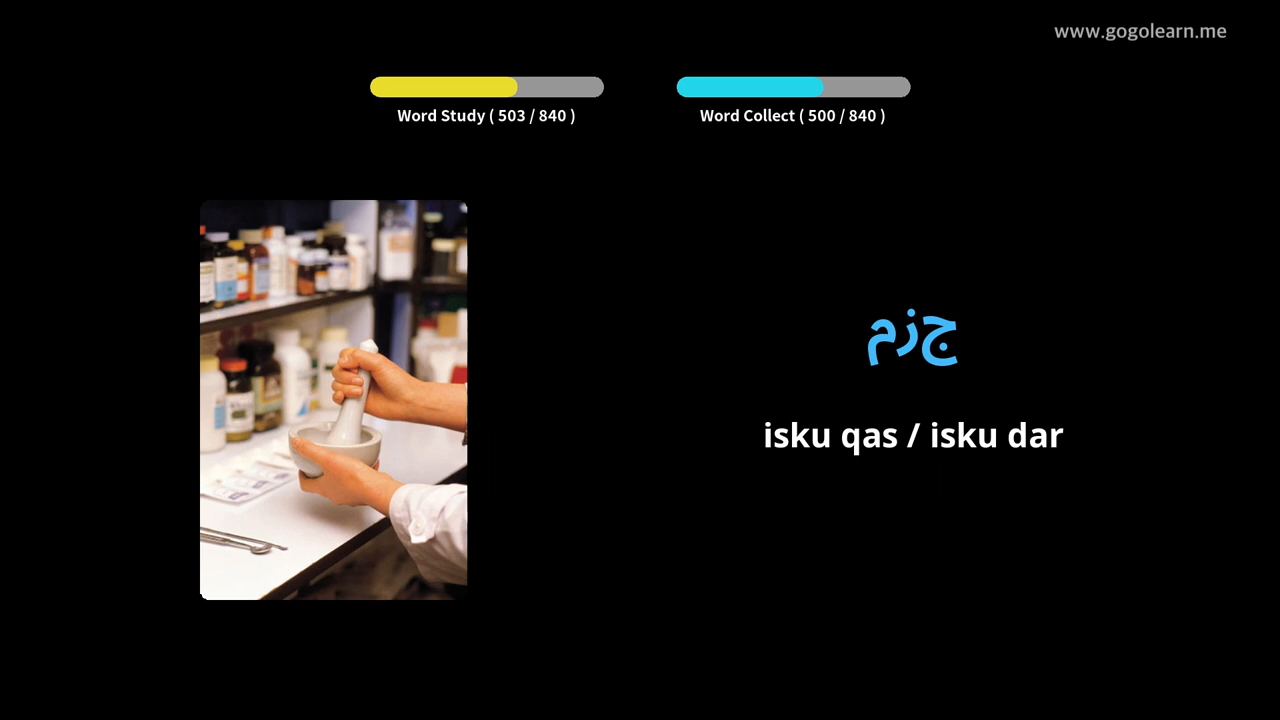 www.gogolearn.me
Word Study ( 503 / 840 )
Word Collect ( 500 / 840 )
جزم
isku qas / isku dar